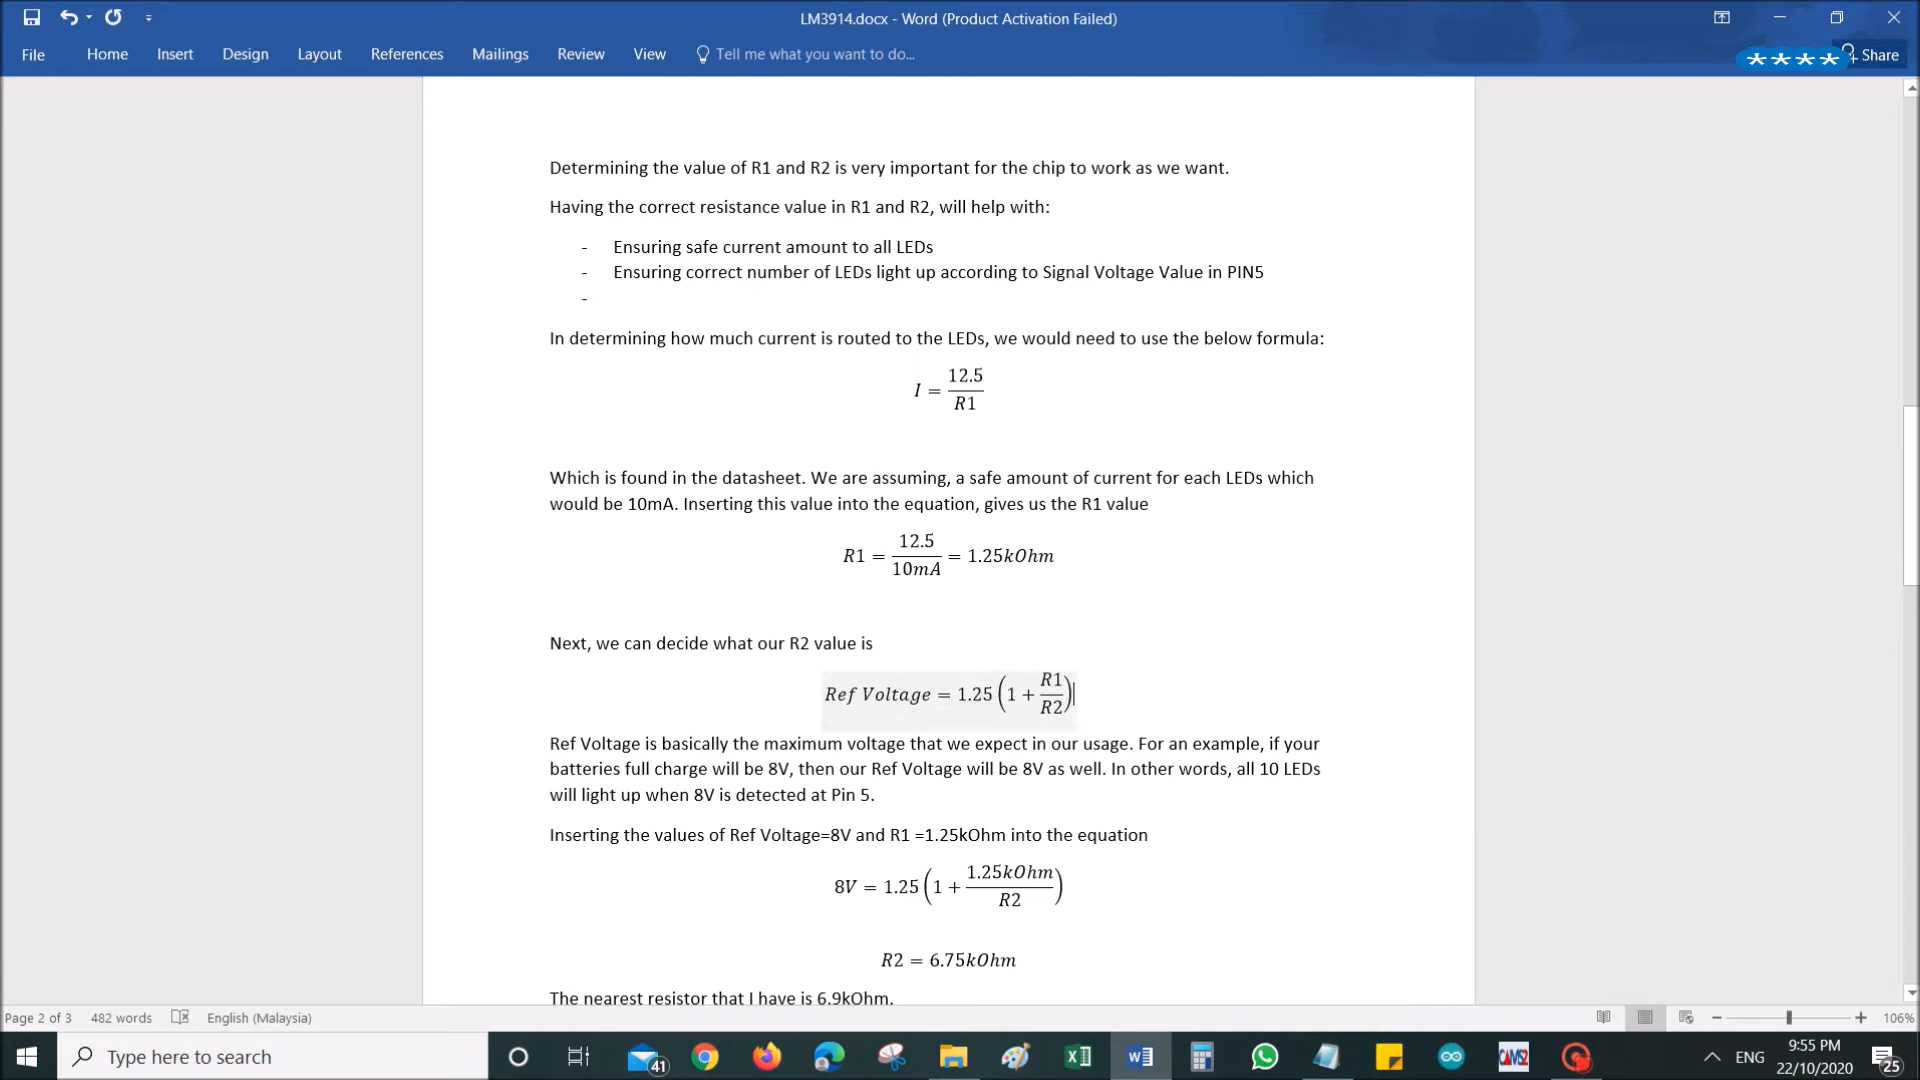 LM3914.docx - Word (Product Activation Failed)
File Home Insert Design Layout References Mailings Review View Tell me what you want to do... **** Share
Determining the value of R1 and R2 is very important for the chip to work as we want.
Having the correct resistance value in R1 and R2, will help with:
- Ensuring safe current amount to all LEDs
- Ensuring correct number of LEDs light up according to Signal Voltage Value in PIN5
-
In determining how much current is routed to the LEDs, we would need to use the below formula:
I = 12.5/R1
Which is found in the datasheet. We are assuming, a safe amount of current for each LEDs which
would be 10mA. Inserting this value into the equation, gives us the R1 value
R1 = 12.5/10mA = 1.25kOhm
Next, we can decide what our R2 value is
Ref Voltage = 1.25 (1 + R1/R2)
Ref Voltage is basically the maximum voltage that we expect in our usage. For an example, if your
batteries full charge will be 8V, then our Ref Voltage will be 8V as well. In other words, all 10 LEDs
will light up when 8V is detected at Pin 5.
Inserting the values of Ref Voltage=8V and R1 =1.25kOhm into the equation
8V = 1.25 (1 + 1.25kOhm/R2)
R2 = 6.75kOhm
The nearest resistor that I have is 6.9kOhm.
Page 2 of 3 482 words English (Malaysia) 106%
Type here to search 41 CAMS2 ENG 9:55 PM
22/10/2020 25